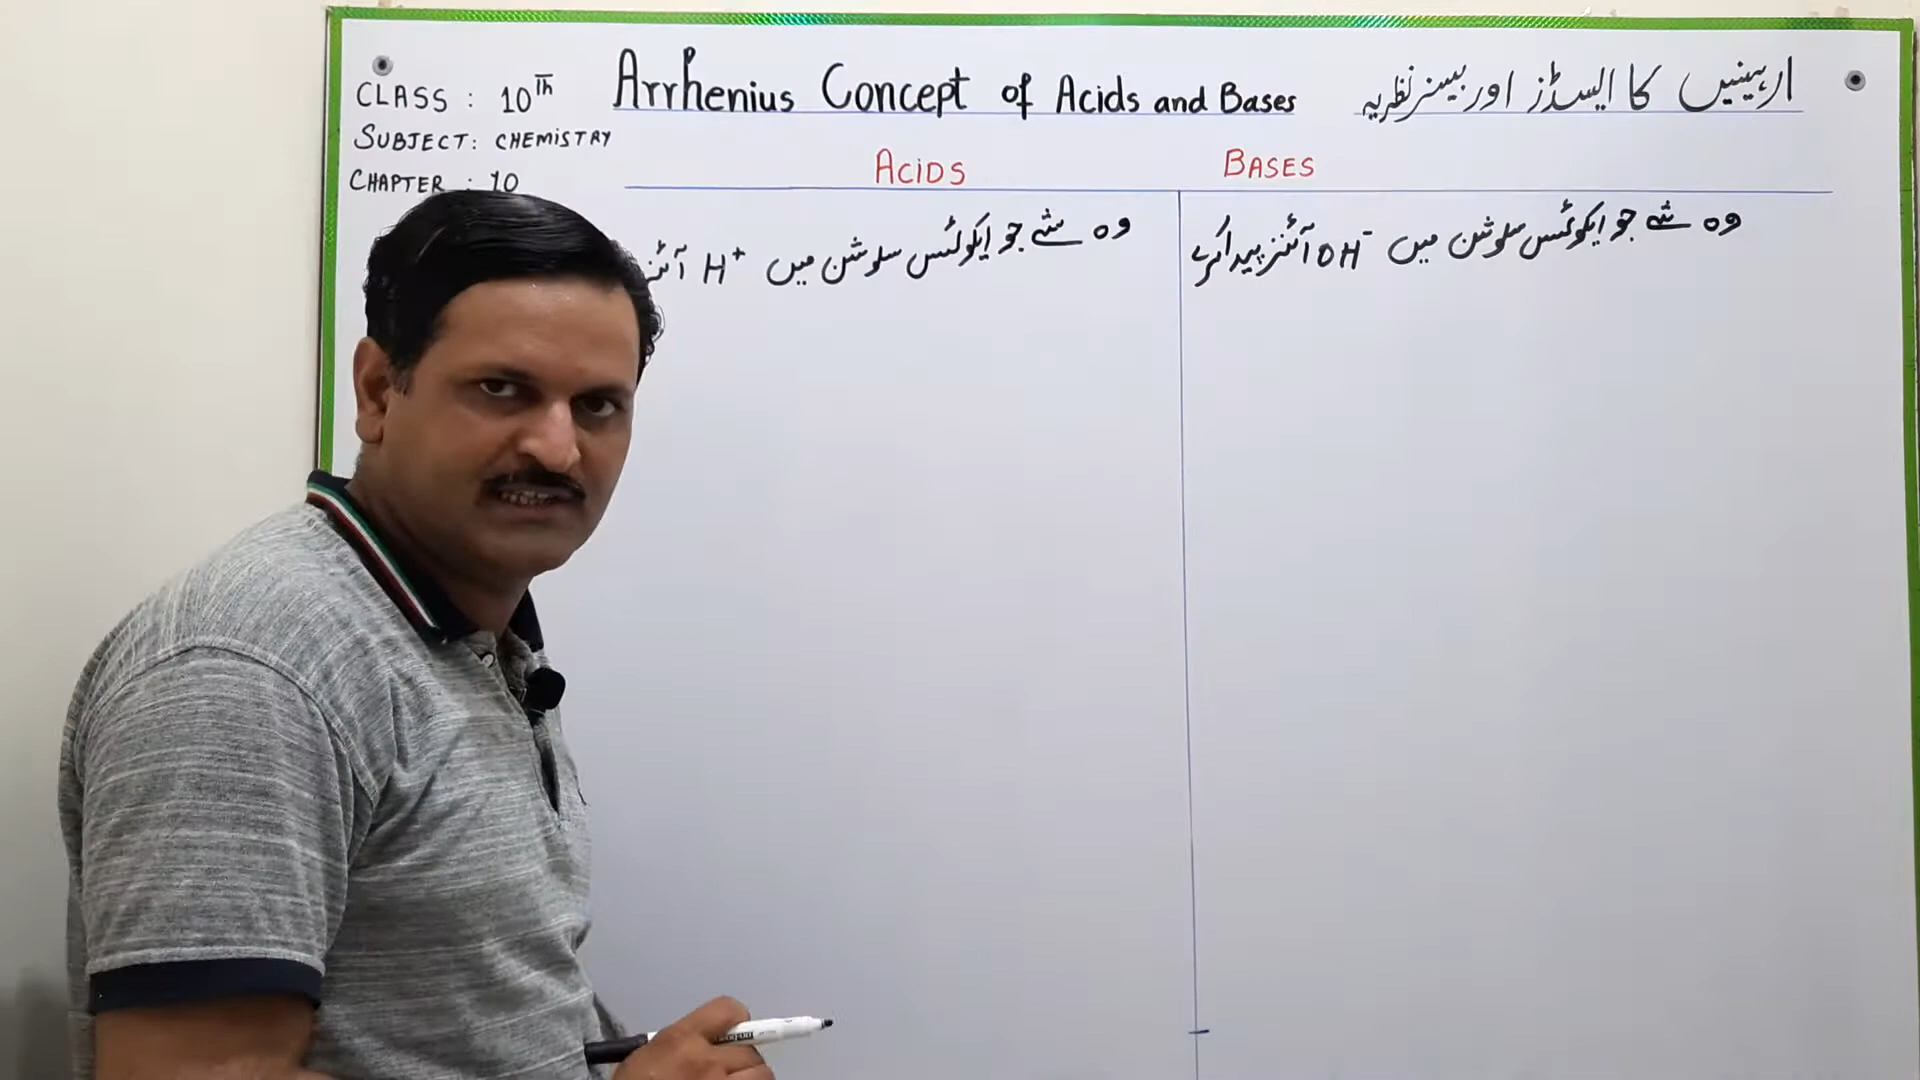 CLASS : 10TH
SUBJECT: CHEMISTRY
CHAPTER : 10
Arrhenius Concept of Acids and Bases
ارہینیس کا ایسڈز اور بیسز نظریہ
ACIDS
BASES
وہ شے جو ایکوئس سلوشن میں H+ آئنز
وہ شے جو ایکوئس سلوشن میں OH- آئنز پیدا کرے